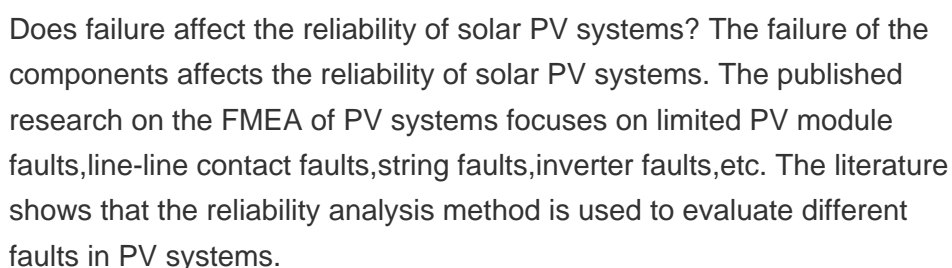 Does failure affect the reliability of solar PV systems? The failure of the
components affects the reliability of solar PV systems. The published
research on the FMEA of PV systems focuses on limited PV module
faults,line-line contact faults,string faults,inverter faults,etc. The literature
shows that the reliability analysis method is used to evaluate different
faults in PV systems.